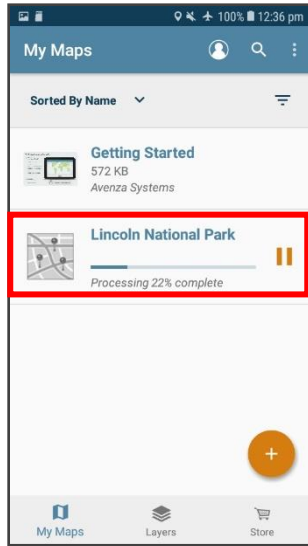 100% 12:36 pm
My Maps
Sorted By Name
Getting Started
572 KB
Avenza Systems
Lincoln National Park
Processing 22% complete
+
My Maps
Layers
Store